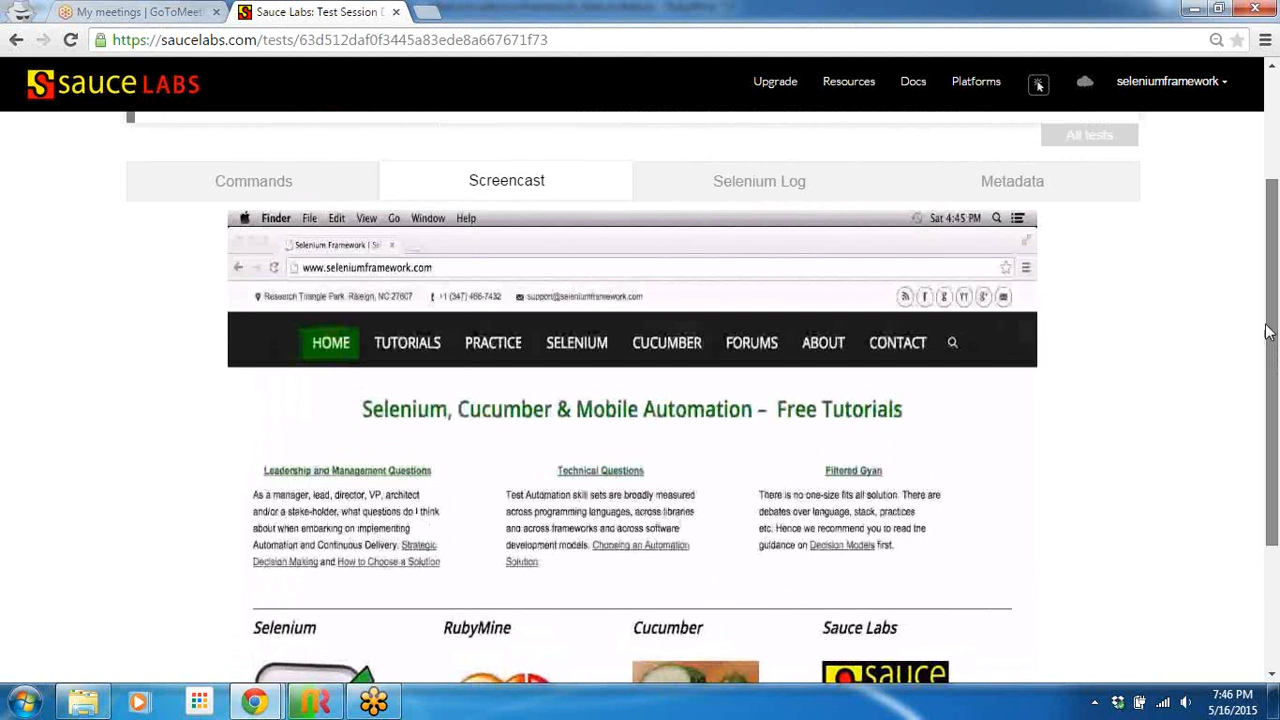 My meetings | GoToMeet
Sauce Labs: Test Session D
https://saucelabs.com/tests/63d512daf0f3445a83ede8a667671f73
SAUCE LABS
Upgrade
Resources
Docs
Platforms
seleniumframework
All tests
Commands
Screencast
Selenium Log
Metadata
Finder File Edit View Go Window Help
Sat 4:45 PM
Selenium Framework | Se
www.seleniumframework.com
Research Triangle Park, Raleigh, NC 27607
+1 (347) 466-7432
support@seleniumframework.com
HOME
TUTORIALS
PRACTICE
SELENIUM
CUCUMBER
FORUMS
ABOUT
CONTACT
Selenium, Cucumber & Mobile Automation – Free Tutorials
Leadership and Management Questions
As a manager, lead, director, VP, architect
and/or a stake-holder, what questions do I think
about when embarking on implementing
Automation and Continuous Delivery. Strategic
Decision Making and How to Choose a Solution
Technical Questions
Test Automation skill sets are broadly measured
across programming languages, across libraries
and across frameworks and across software
development models. Choosing an Automation
Solution
Filtered Gyan
There is no one-size fits all solution. There are
debates over language, stack, practices
etc. Hence we recommend you to read the
guidance on Decision Models first.
Selenium
RubyMine
Cucumber
Sauce Labs
sauce
7:46 PM
5/16/2015